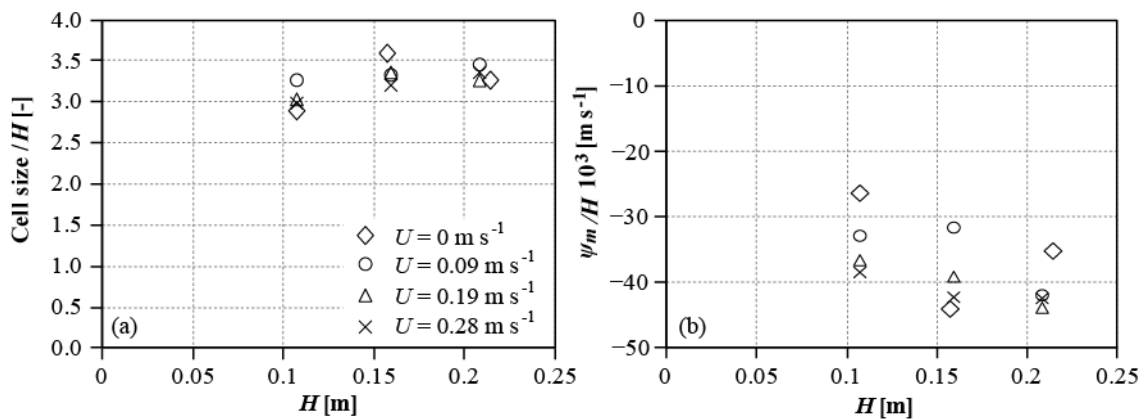 4.0
3.5
3.0
2.5
2.0
1.5
1.0
0.5
0.0
Cell size / H [-]
U = 0 m s⁻¹
U = 0.09 m s⁻¹
U = 0.19 m s⁻¹
U = 0.28 m s⁻¹
(a)
0 0.05 0.1 0.15 0.2 0.25
H [m]
0
−10
−20
−30
−40
−50
ψm/H 10³ [m s⁻¹]
(b)
0 0.05 0.1 0.15 0.2 0.25
H [m]